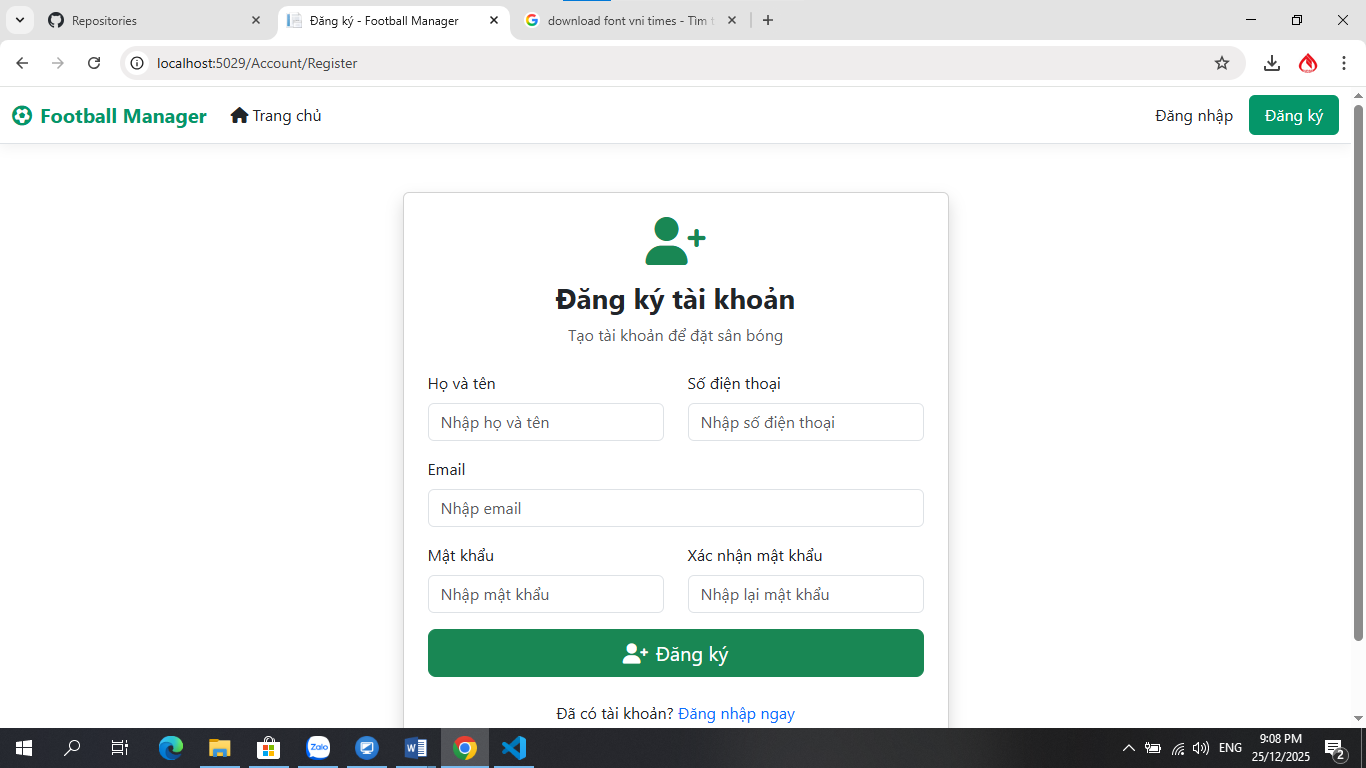 Repositories
Đăng ký - Football Manager
download font vni times - Tìm t
localhost:5029/Account/Register
Football Manager
Trang chủ
Đăng nhập
Đăng ký
Đăng ký tài khoản
Tạo tài khoản để đặt sân bóng
Họ và tên
Số điện thoại
Nhập họ và tên
Nhập số điện thoại
Email
Nhập email
Mật khẩu
Xác nhận mật khẩu
Nhập mật khẩu
Nhập lại mật khẩu
Đăng ký
Đã có tài khoản? Đăng nhập ngay
Zalo
ENG
9:08 PM
25/12/2025
2